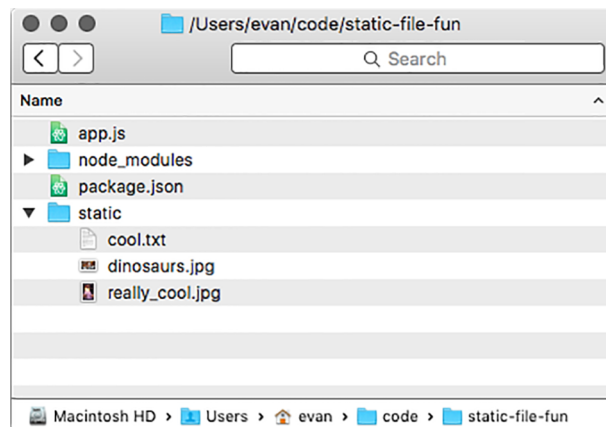 /Users/evan/code/static-file-fun
Search
Name
app.js
node_modules
package.json
static
cool.txt
dinosaurs.jpg
really_cool.jpg
Macintosh HD › Users › evan › code › static-file-fun